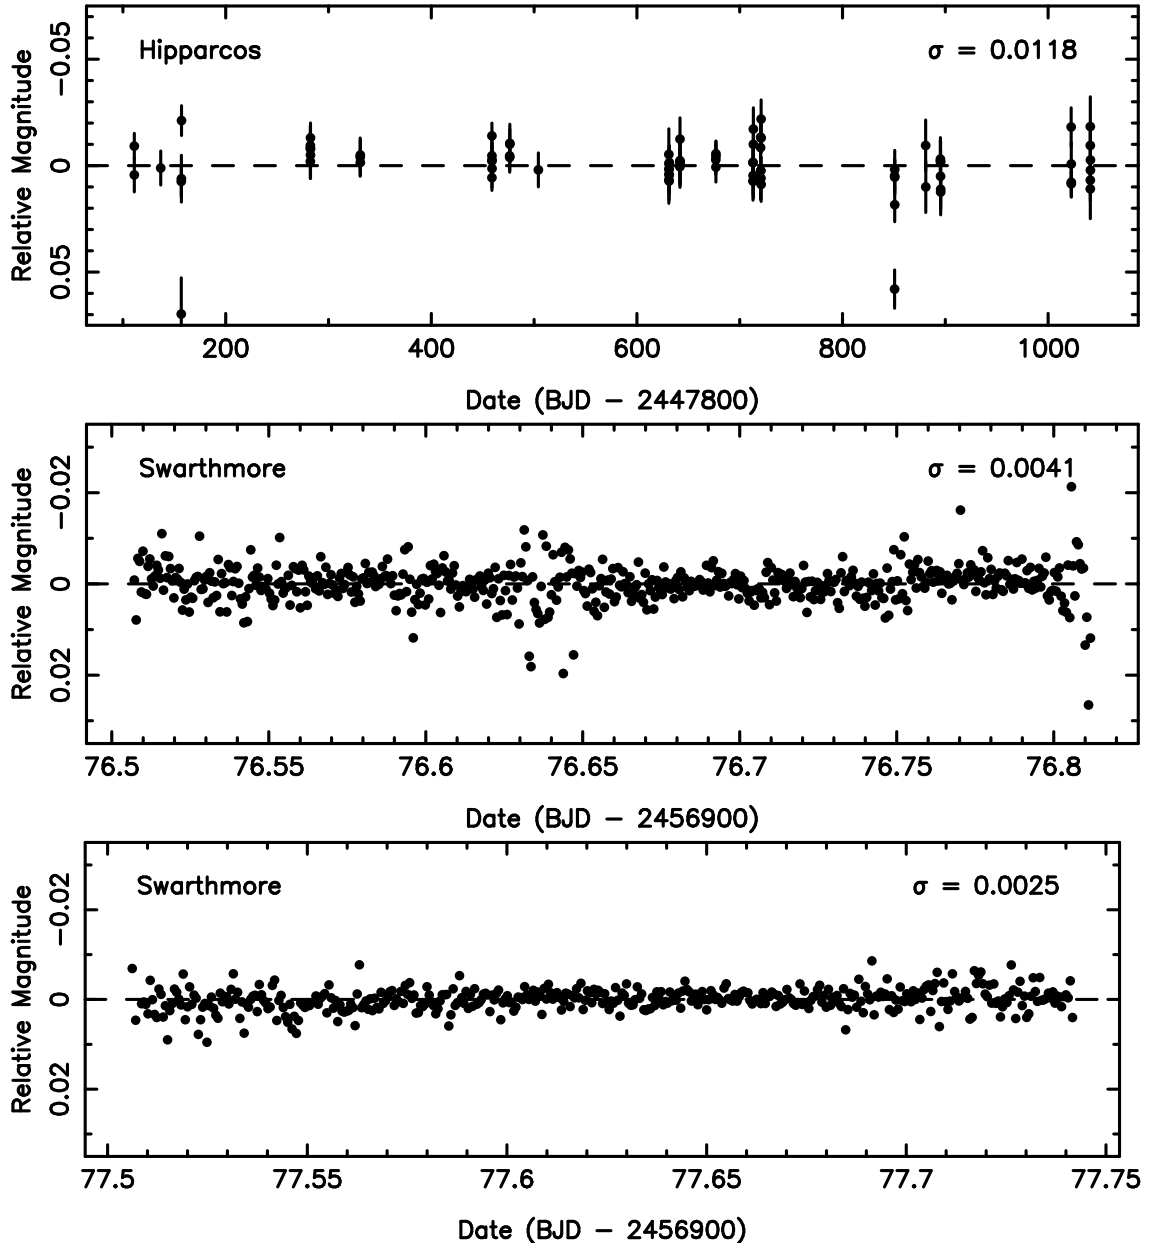 Hipparcos
σ = 0.0118
Relative Magnitude
−0.05
0
0.05
200
400
600
800
1000
Date (BJD − 2447800)
Swarthmore
σ = 0.0041
Relative Magnitude
−0.02
0
0.02
76.5
76.55
76.6
76.65
76.7
76.75
76.8
Date (BJD − 2456900)
Swarthmore
σ = 0.0025
Relative Magnitude
−0.02
0
0.02
77.5
77.55
77.6
77.65
77.7
77.75
Date (BJD − 2456900)